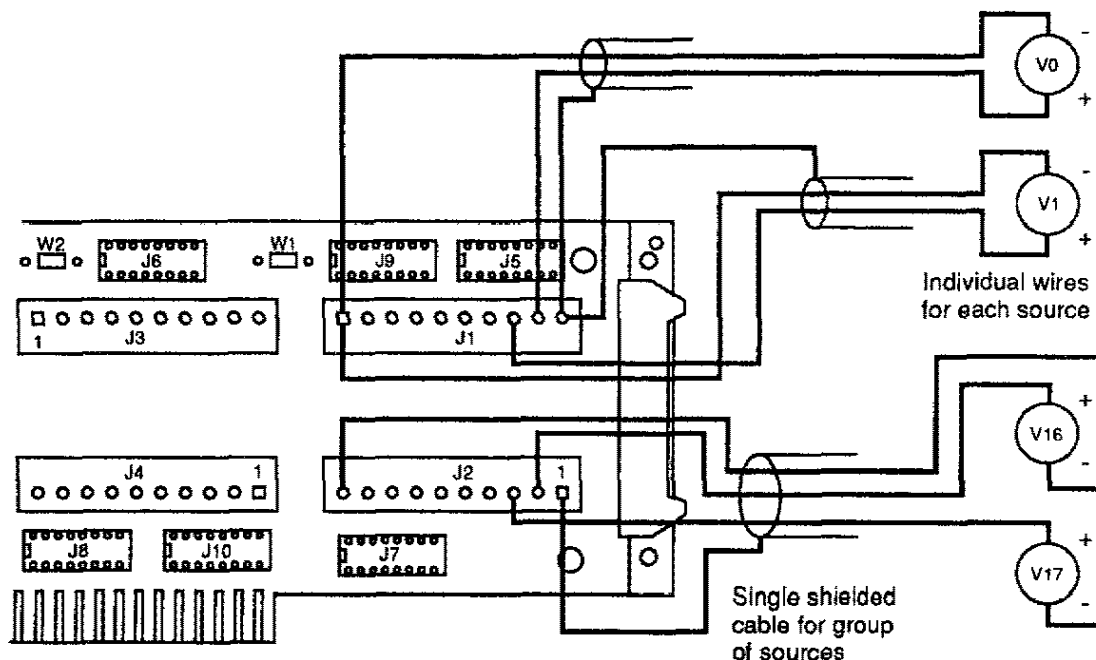 -
V0
+
-
V1
+
W2
J6
W1
J9
J5
Individual wires
for each source
1
J3
J1
+
V16
-
J4
1
J2
1
J8
J10
J7
+
V17
-
Single shielded
cable for group
of sources